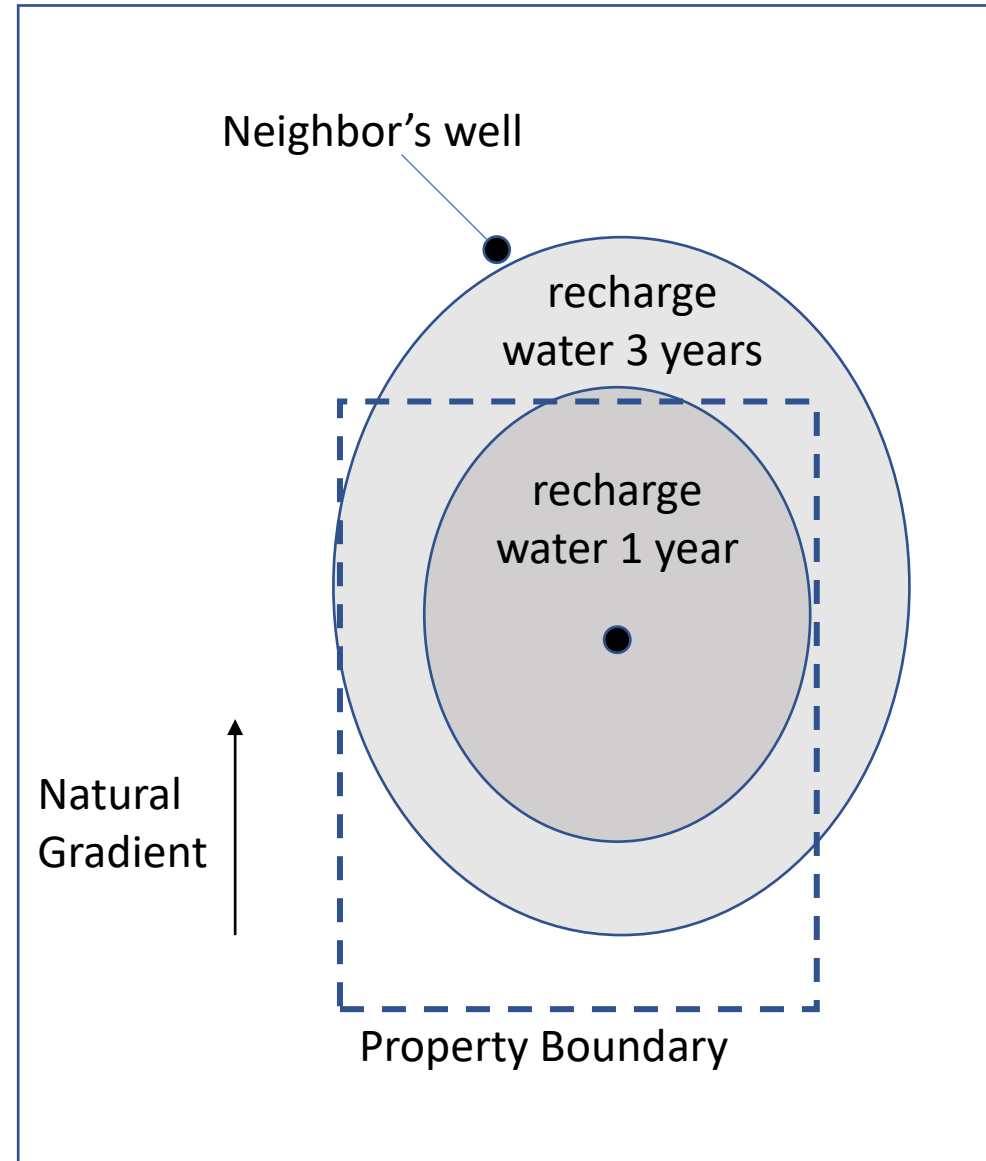 Neighbor’s well
recharge
water 3 years
recharge
water 1 year
Natural
Gradient
Property Boundary